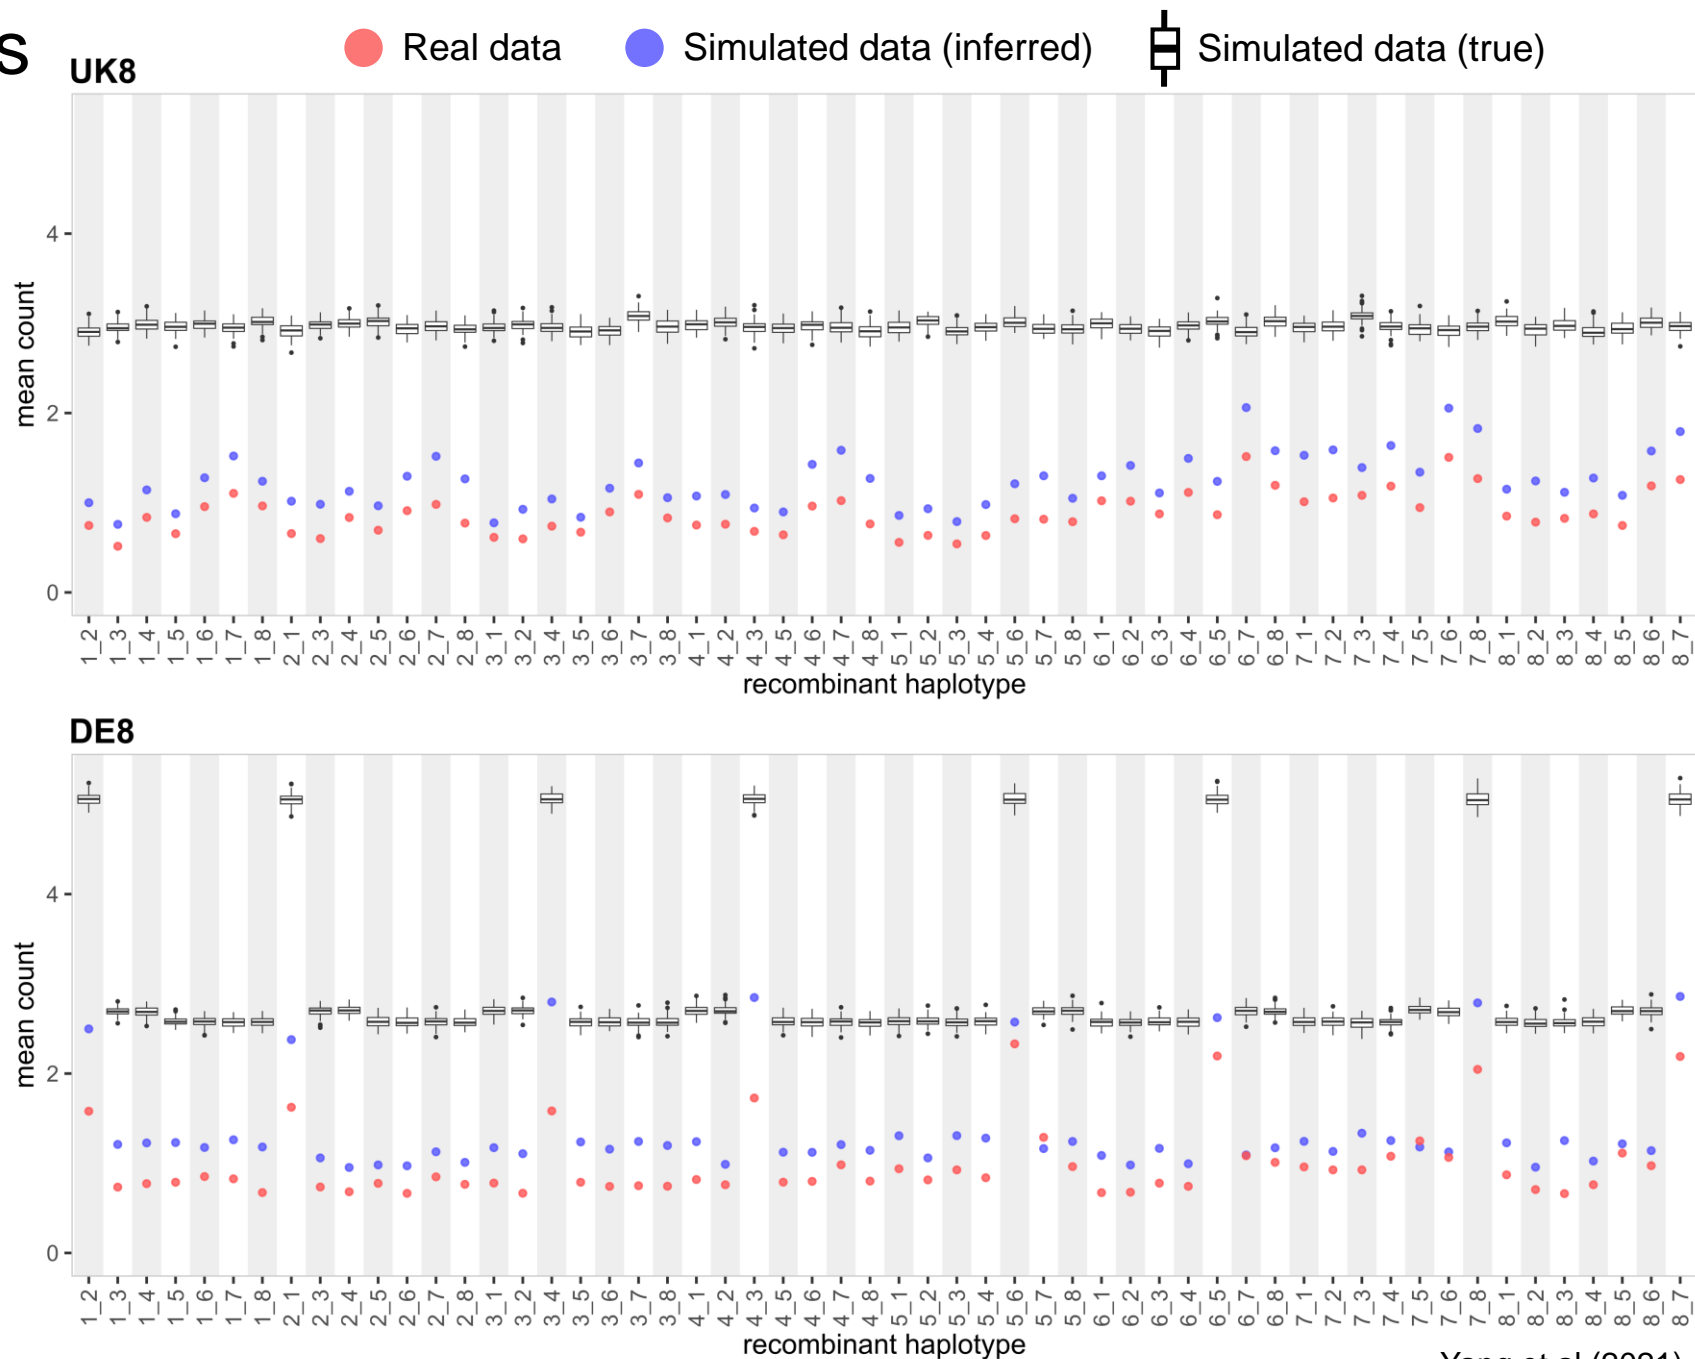 s
Real data
Simulated data (inferred)
Simulated data (true)
UK8
mean count
4
2
0
1_2 1_3 1_4 1_5 1_6 1_7 1_8 2_1 2_3 2_4 2_5 2_6 2_7 2_8 3_1 3_2 3_4 3_5 3_6 3_7 3_8 4_1 4_2 4_3 4_5 4_6 4_7 4_8 5_1 5_2 5_3 5_4 5_6 5_7 5_8 6_1 6_2 6_3 6_4 6_5 6_7 6_8 7_1 7_2 7_3 7_4 7_5 7_6 7_8 8_1 8_2 8_3 8_4 8_5 8_6 8_7
recombinant haplotype
DE8
mean count
4
2
0
1_2 1_3 1_4 1_5 1_6 1_7 1_8 2_1 2_3 2_4 2_5 2_6 2_7 2_8 3_1 3_2 3_4 3_5 3_6 3_7 3_8 4_1 4_2 4_3 4_5 4_6 4_7 4_8 5_1 5_2 5_3 5_4 5_6 5_7 5_8 6_1 6_2 6_3 6_4 6_5 6_7 6_8 7_1 7_2 7_3 7_4 7_5 7_6 7_8 8_1 8_2 8_3 8_4 8_5 8_6 8_7
recombinant haplotype
et al (2021)